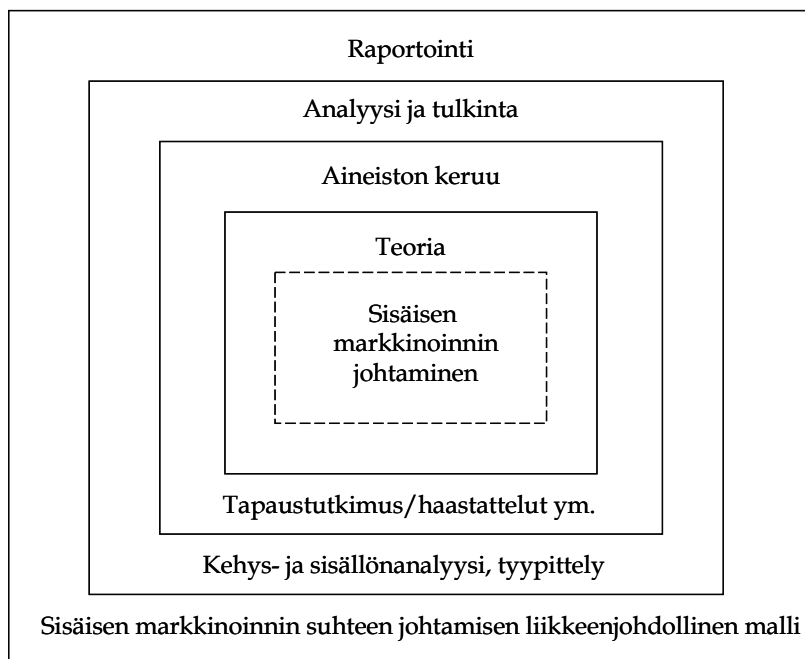 Raportointi
Analyysi ja tulkinta
Aineiston keruu
Teoria
Sisäisen
markkinoinnin
johtaminen
Tapaustutkimus/haastattelut ym.
Kehys- ja sisällönanalyysi, tyypittely
Sisäisen markkinoinnin suhteen johtamisen liikkeenjohdollinen malli